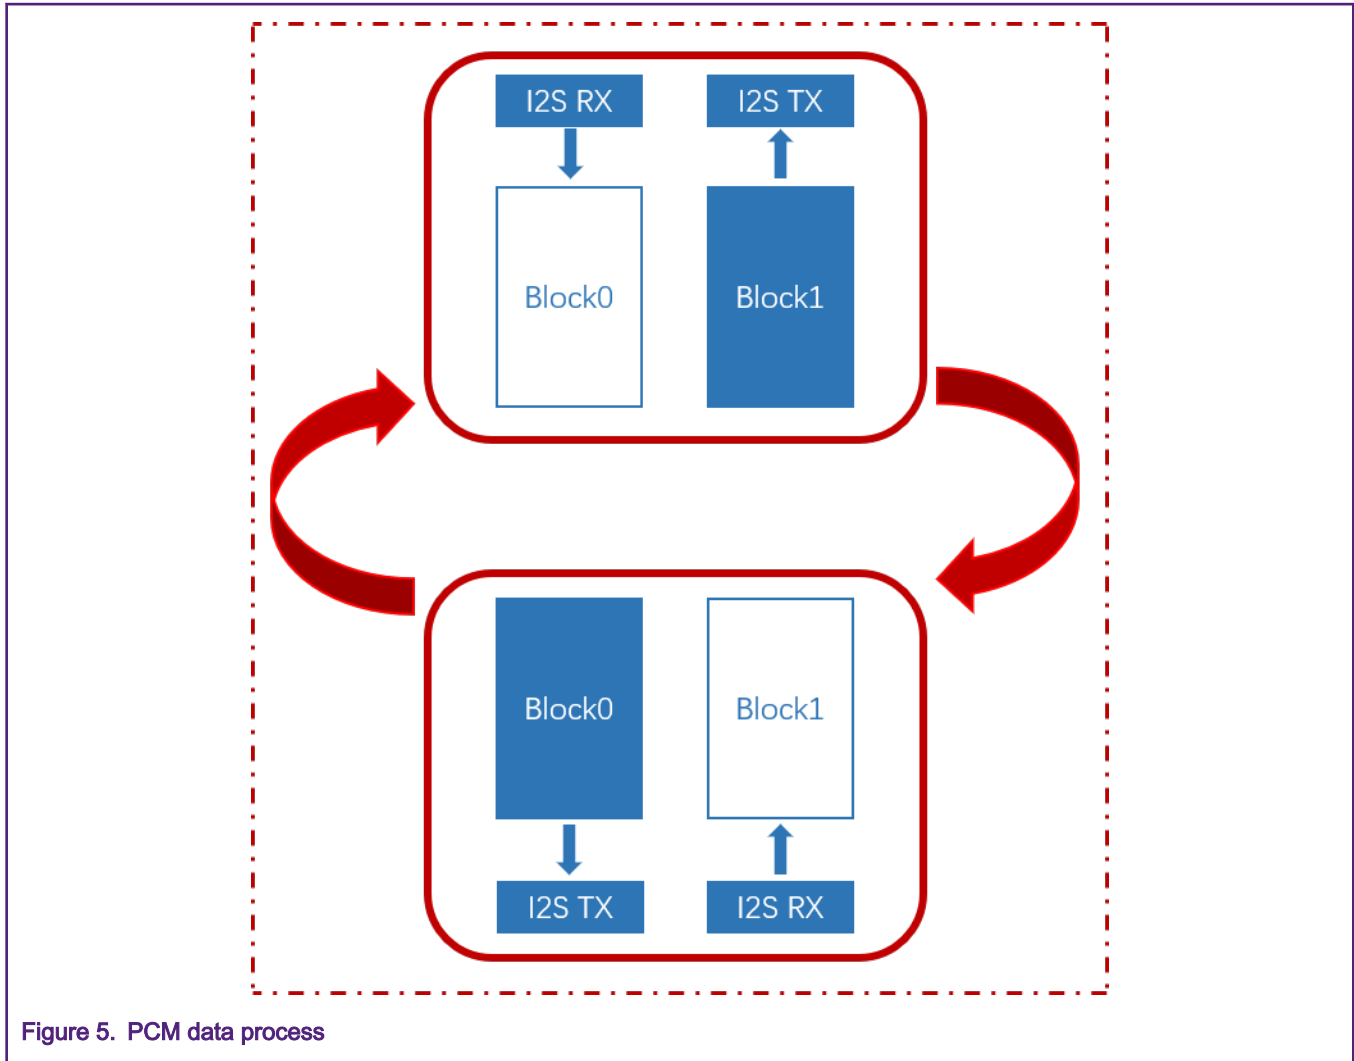 I2S RX
I2S TX
Block0
Block1
Block0
Block1
I2S TX
I2S RX
Figure 5. PCM data process